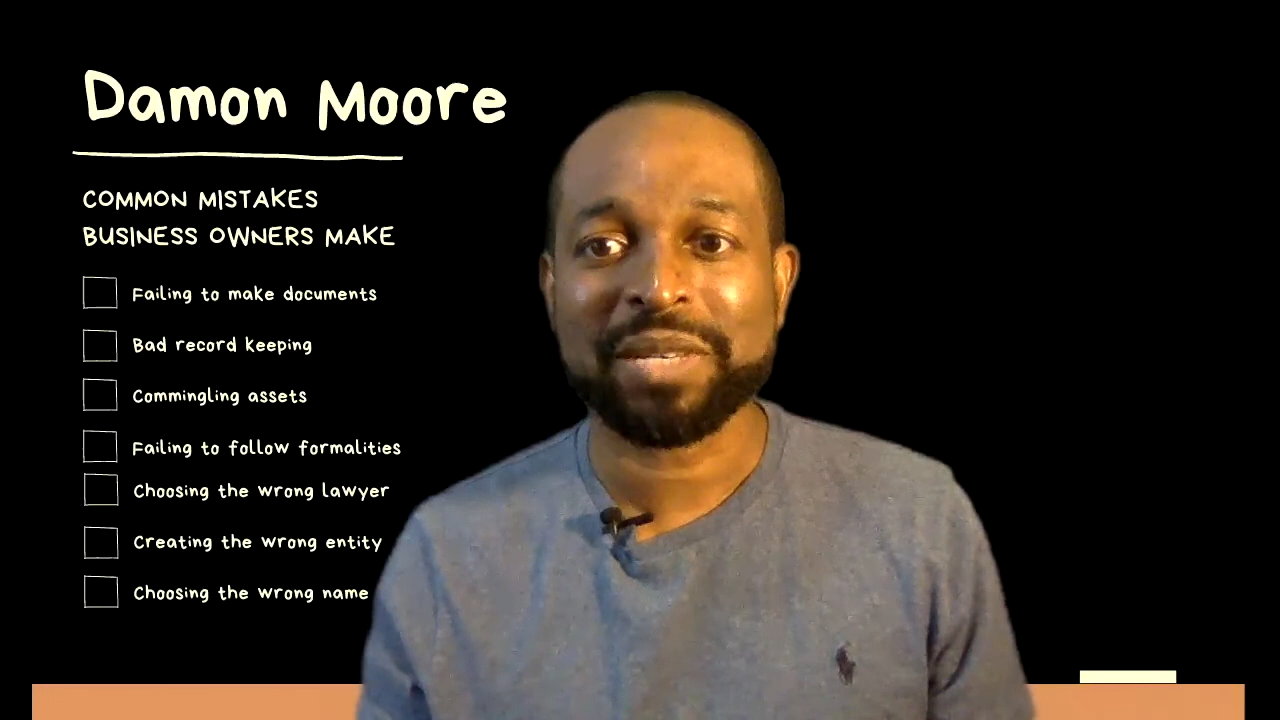 Damon Moore
COMMON MISTAKES
BUSINESS OWNERS MAKE
Failing to make documents
Bad record keeping
Commingling assets
Failing to follow formalities
Choosing the wrong lawyer
Creating the wrong entity
Choosing the wrong name